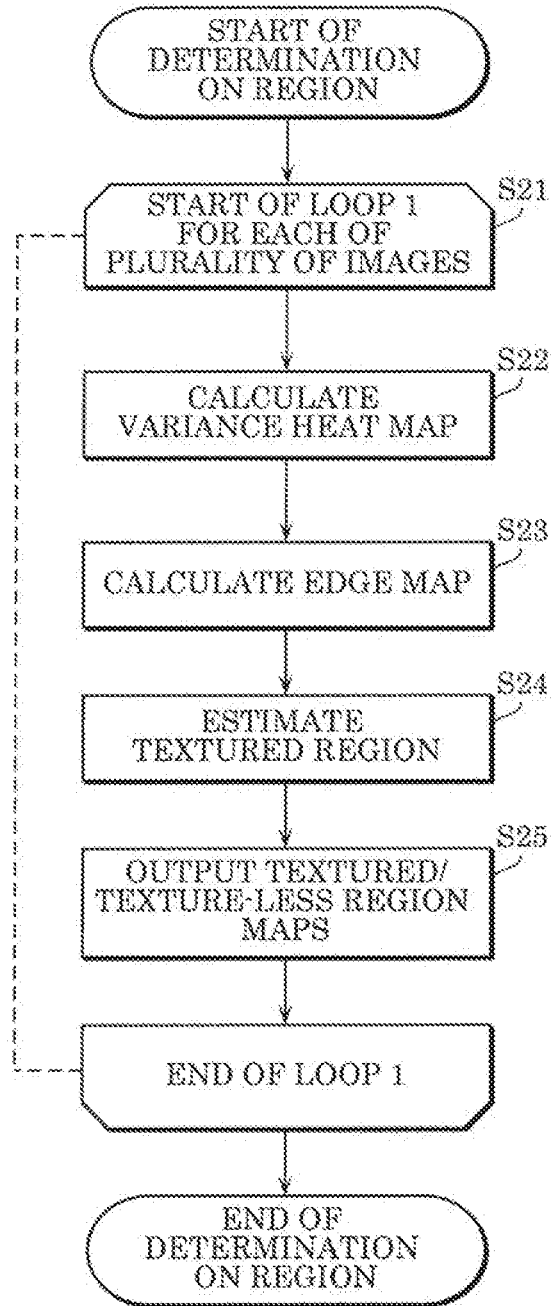 START OF
DETERMINATION
ON REGION
S21
START OF LOOP 1
FOR EACH OF
PLURALITY OF IMAGES
S22
CALCULATE
VARIANCE HEAT MAP
S23
CALCULATE EDGE MAP
S24
ESTIMATE
TEXTURED REGION
S25
OUTPUT TEXTURED/
TEXTURE-LESS REGION
MAPS
END OF LOOP 1
END OF
DETERMINATION
ON REGION